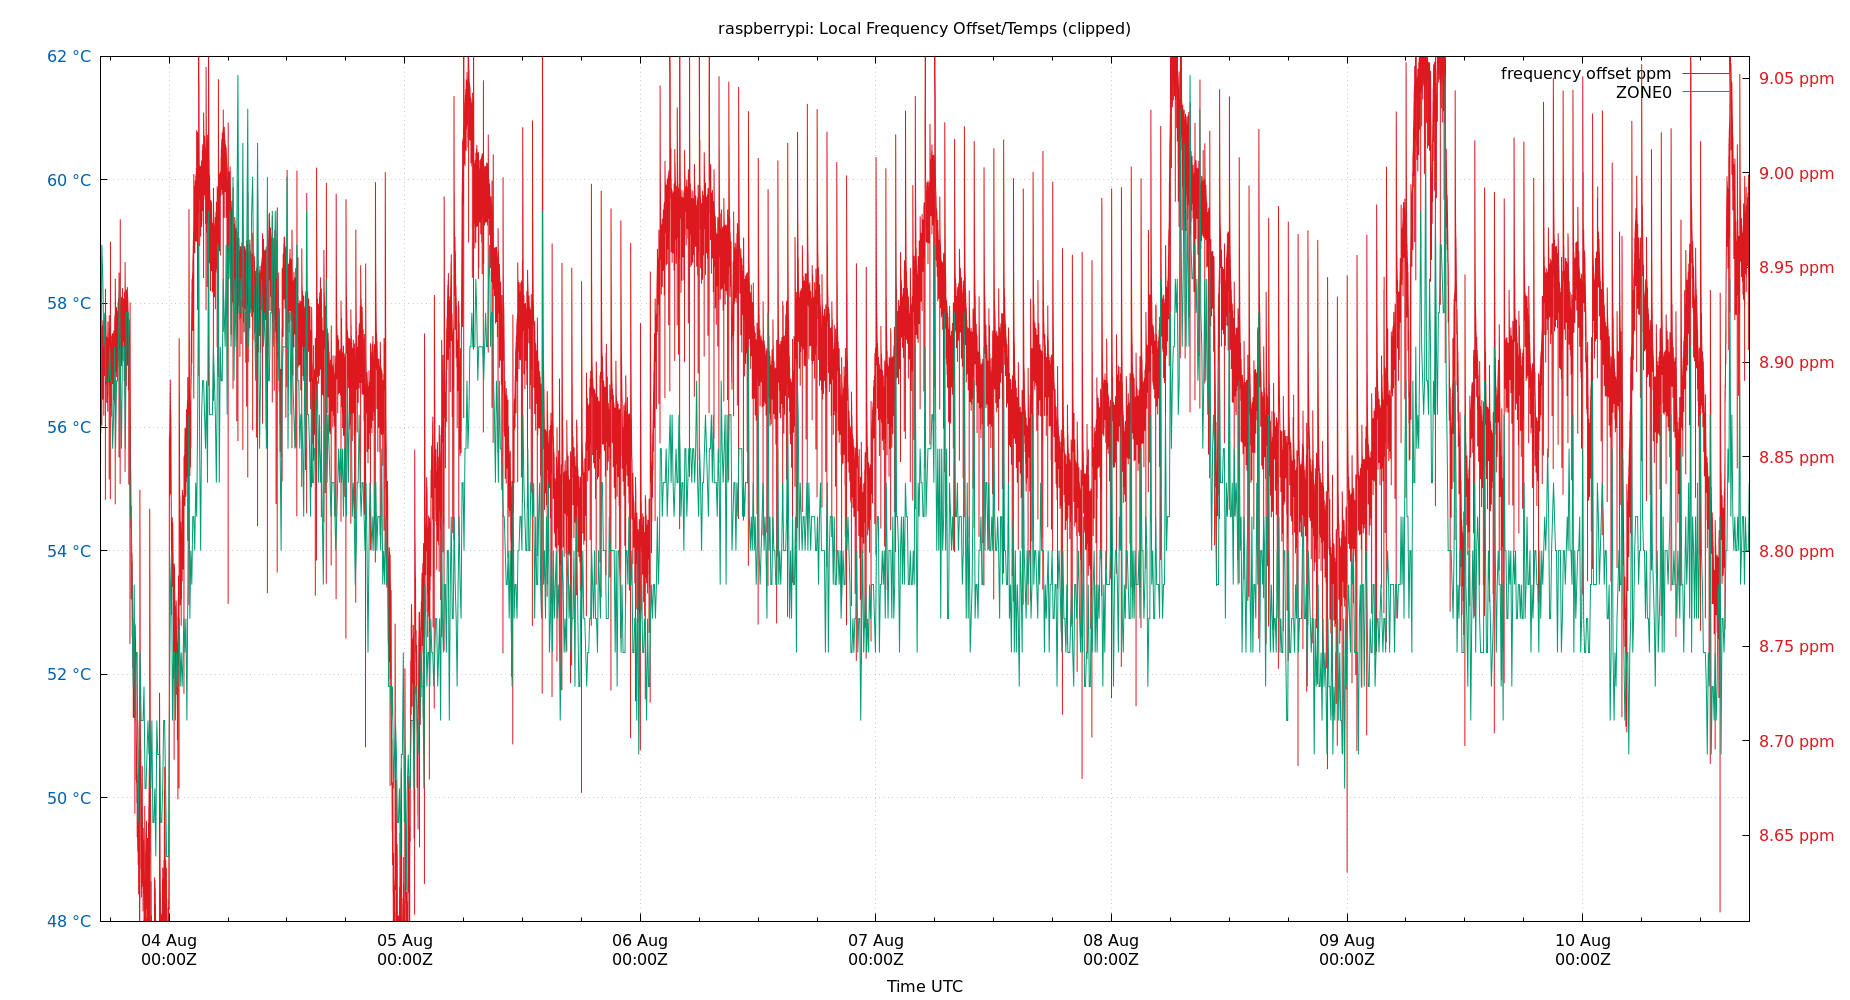 raspberrypi: Local Frequency Offset/Temps (clipped)
frequency offset ppm
ZONE0
62 °C
60 °C
58 °C
56 °C
54 °C
52 °C
50 °C
48 °C
9.05 ppm
9.00 ppm
8.95 ppm
8.90 ppm
8.85 ppm
8.80 ppm
8.75 ppm
8.70 ppm
8.65 ppm
04 Aug
00:00Z
05 Aug
00:00Z
06 Aug
00:00Z
07 Aug
00:00Z
08 Aug
00:00Z
09 Aug
00:00Z
10 Aug
00:00Z
Time UTC